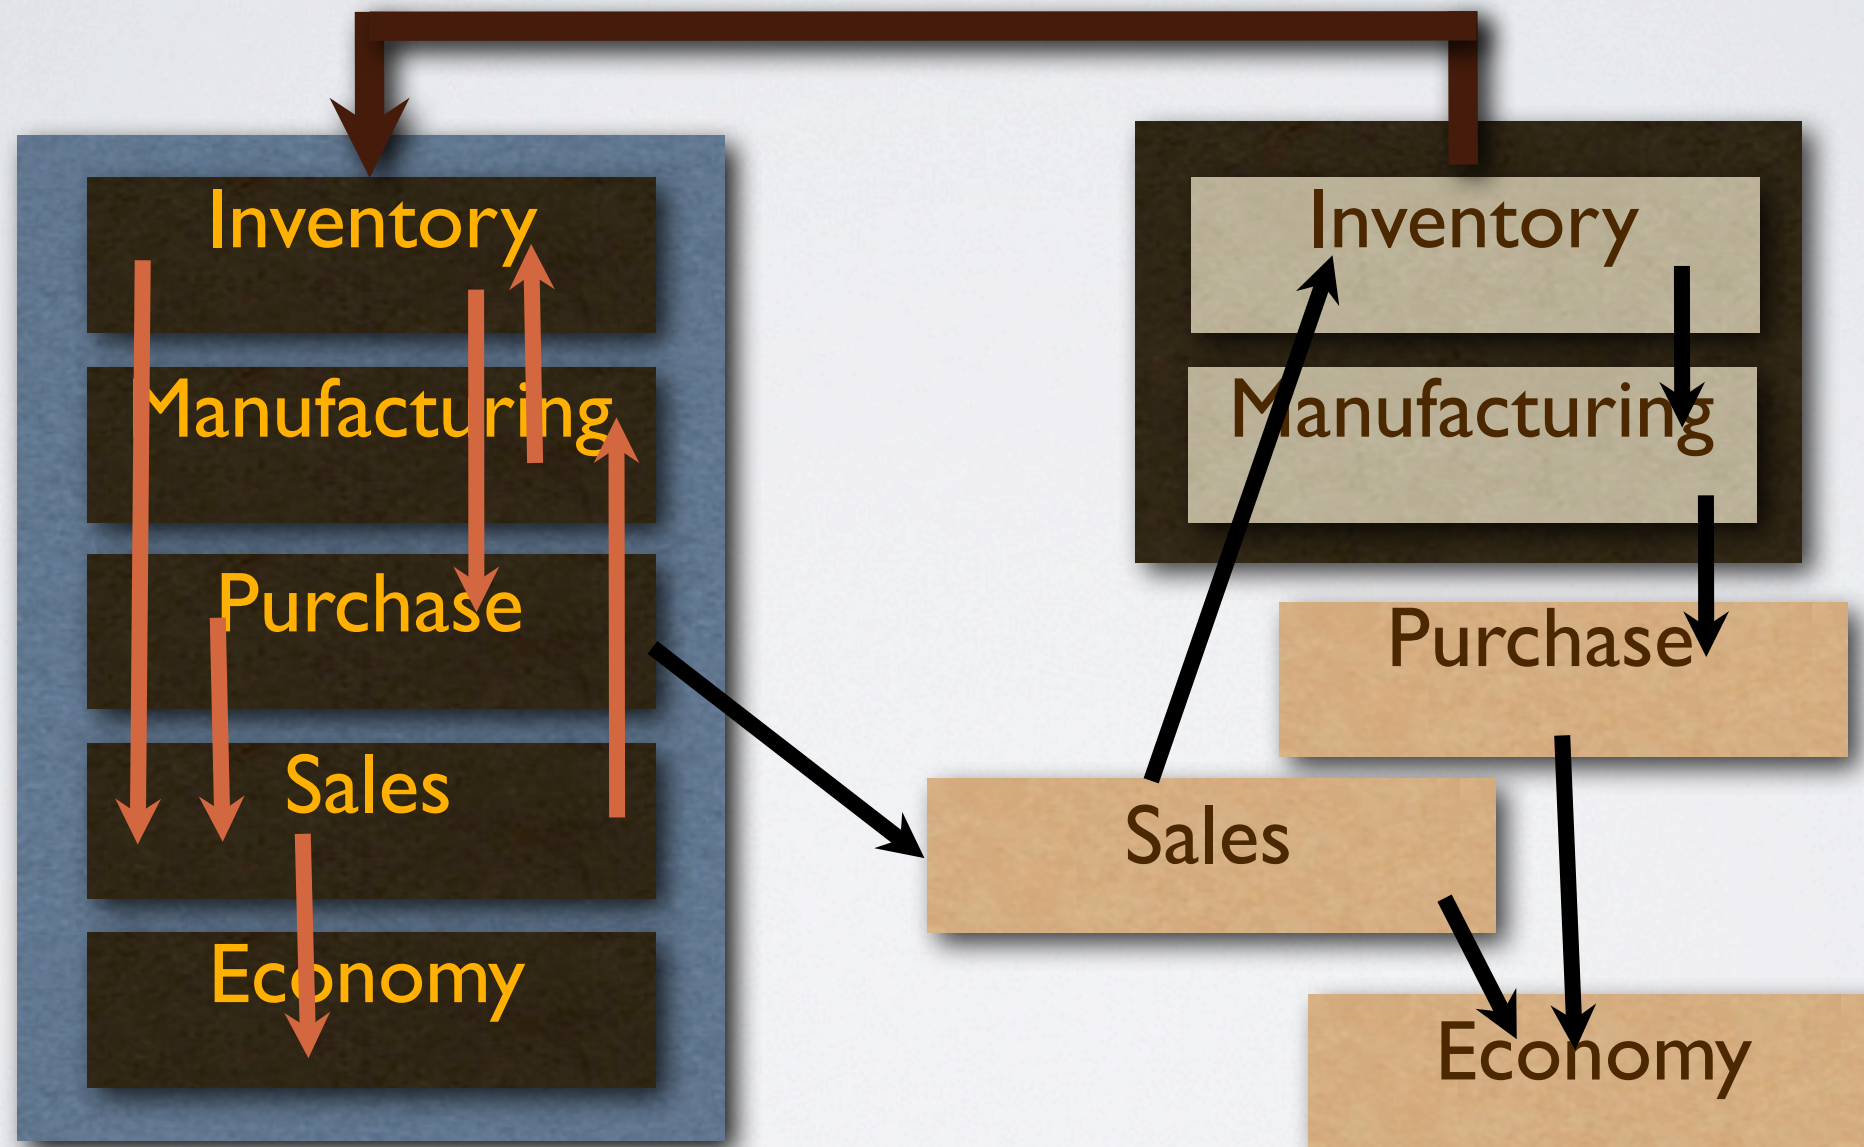 Inventory
Manufacturing
Purchase
Sales
Economy
Inventory
Manufacturing
Purchase
Sales
Economy